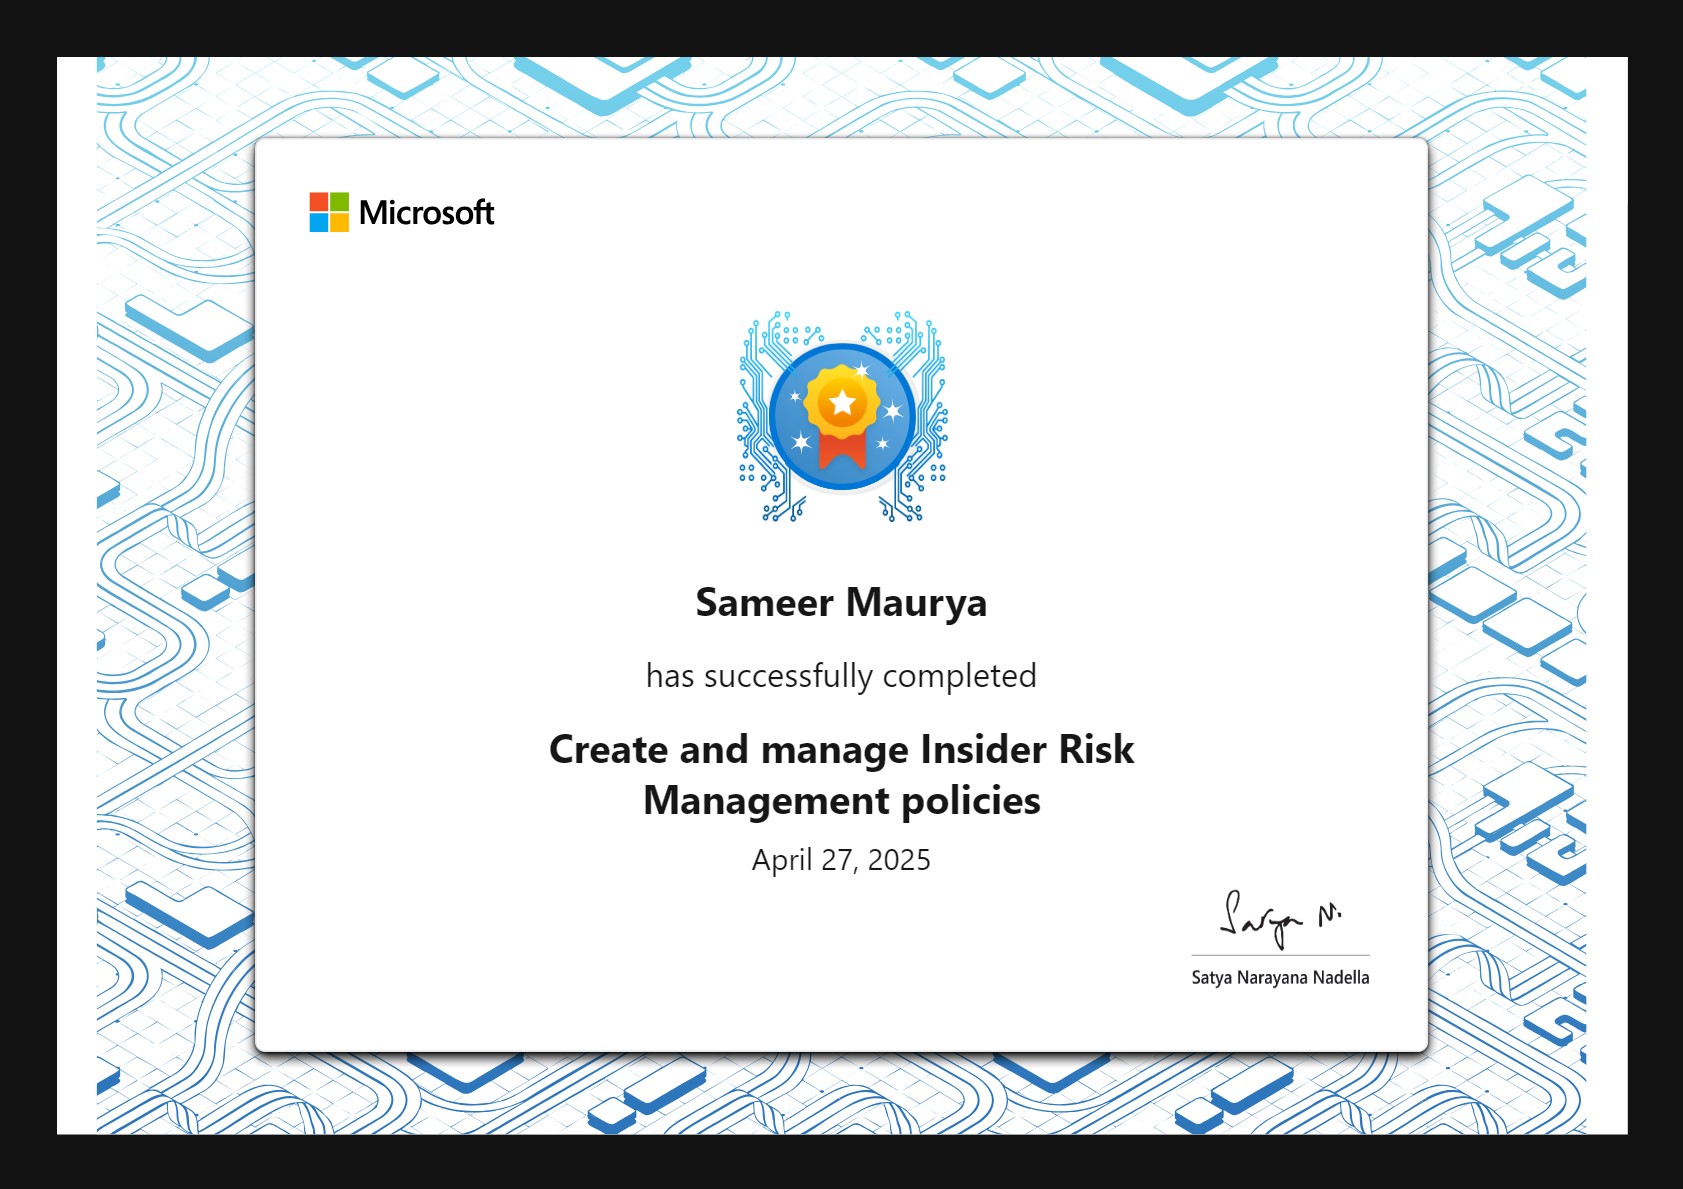 Microsoft
Sameer Maurya
has successfully completed
Create and manage Insider Risk
Management policies
April 27, 2025
Satya N.
Satya Narayana Nadella